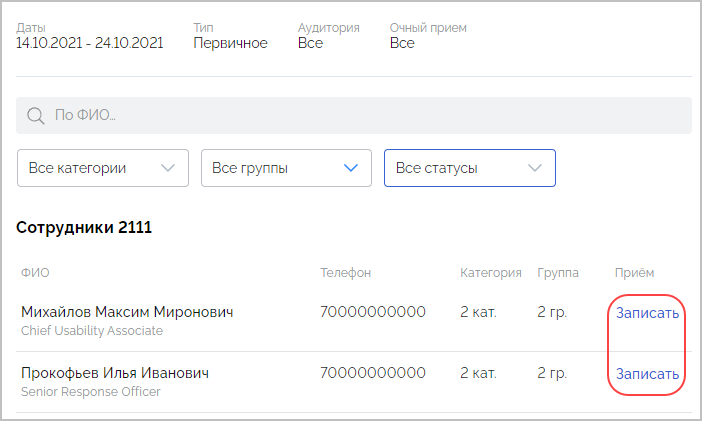 Даты Тип Аудитория Очный прием
14.10.2021 - 24.10.2021 Первичное Все Все
По ФИО...
Все категории Все группы Все статусы
Сотрудники 2111
ФИО Телефон Категория Группа Приём
Михайлов Максим Миронович 70000000000 2 кат. 2 гр. Записать
Chief Usability Associate
Прокофьев Илья Иванович 70000000000 2 кат. 2 гр. Записать
Senior Response Officer